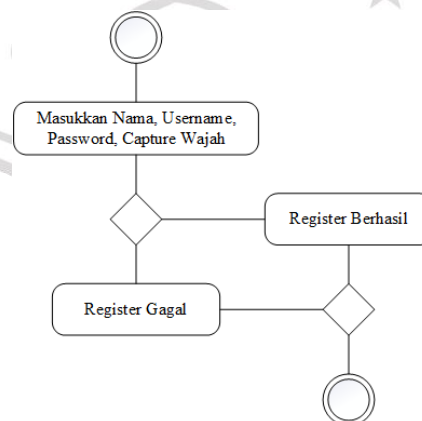 Masukkan Nama, Username,
Password, Capture Wajah
Register Berhasil
Register Gagal